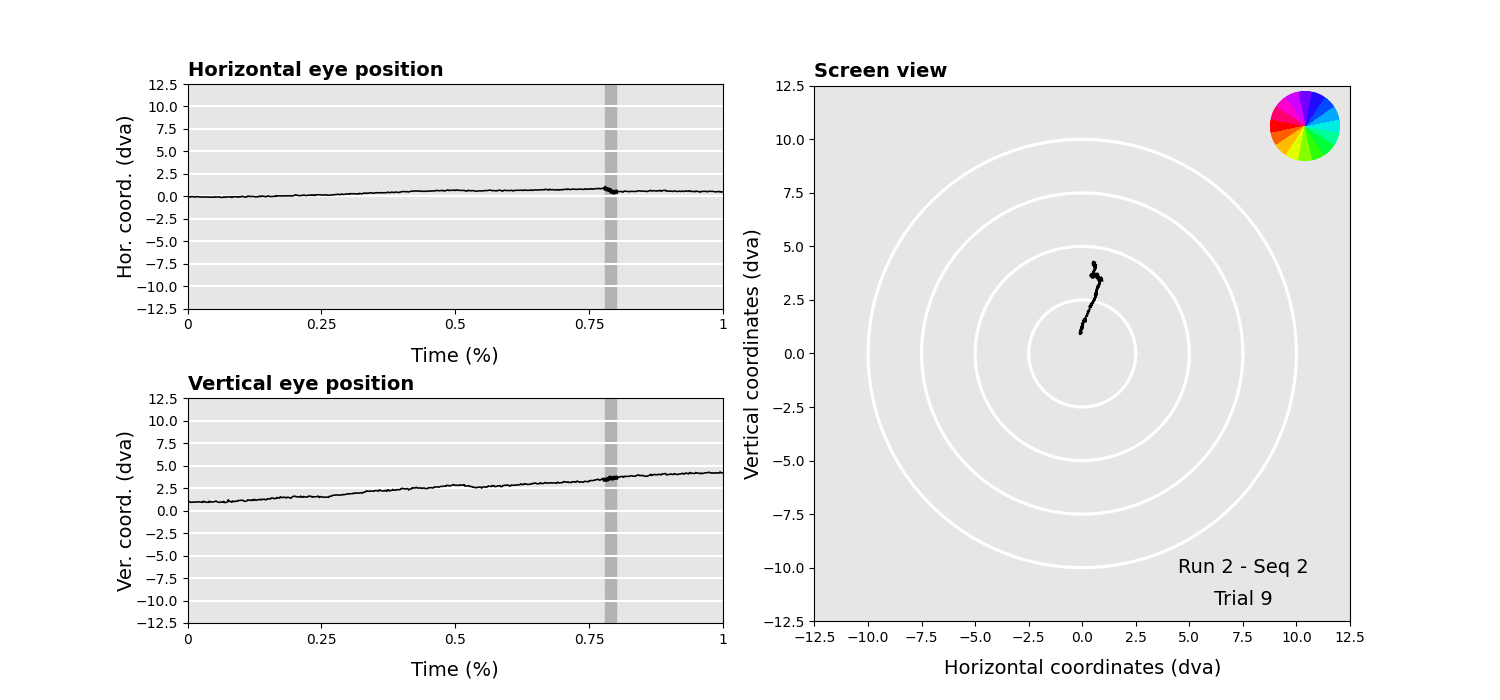 Horizontal eye position
Hor. coord. (dva)
12.5
10.0
7.5
5.0
2.5
0.0
−2.5
−5.0
−7.5
−10.0
−12.5
0 0.25 0.5 0.75 1
Time (%)
Vertical eye position
Ver. coord. (dva)
12.5
10.0
7.5
5.0
2.5
0.0
−2.5
−5.0
−7.5
−10.0
−12.5
0 0.25 0.5 0.75 1
Time (%)
Screen view
Vertical coordinates (dva)
12.5
10.0
7.5
5.0
2.5
0.0
−2.5
−5.0
−7.5
−10.0
−12.5
Run 2 - Seq 2
Trial 9
−12.5 −10.0 −7.5 −5.0 −2.5 0.0 2.5 5.0 7.5 10.0 12.5
Horizontal coordinates (dva)